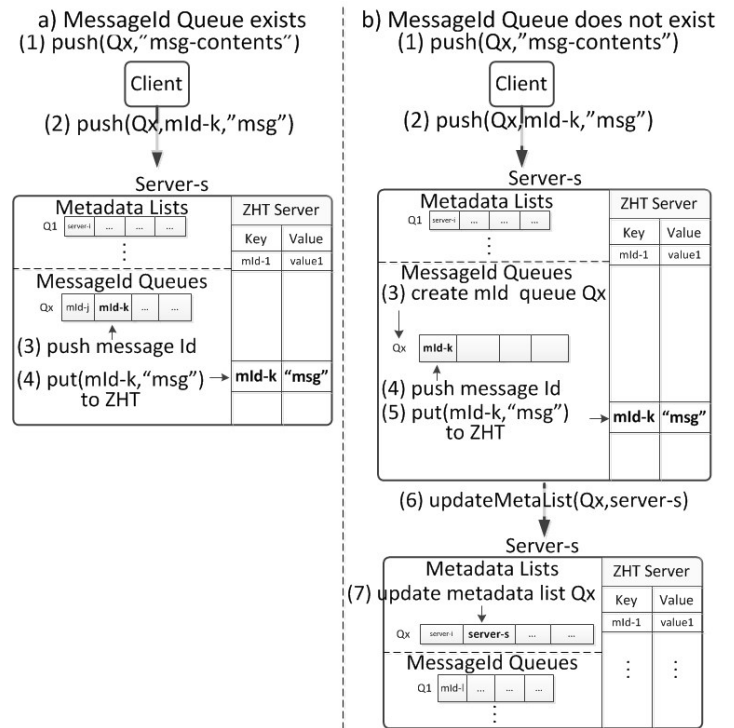 a) MessageId Queue exists
(1) push(Qx,"msg-contents")
Client
(2) push(Qx,mId-k,"msg")
Server-s
Metadata Lists
Q1 server-i ... ... ...
ZHT Server
Key Value
mId-1 value1
MessageId Queues
Qx mId-j mId-k ... ...
(3) push message Id
(4) put(mId-k,"msg")
to ZHT
mId-k "msg"
b) MessageId Queue does not exist
(1) push(Qx,"msg-contents")
Client
(2) push(Qx,mId-k,"msg")
Server-s
Metadata Lists
Q1 server-i ... ... ...
ZHT Server
Key Value
mId-1 value1
MessageId Queues
(3) create mId queue Qx
Qx mId-k
(4) push message Id
(5) put(mId-k,"msg")
to ZHT
mId-k "msg"
(6) updateMetaList(Qx,server-s)
Server-s
Metadata Lists
(7) update metadata list Qx
Qx server-i server-s ... ...
ZHT Server
Key Value
mId-1 value1
MessageId Queues
Q1 mId-l ... ... ...